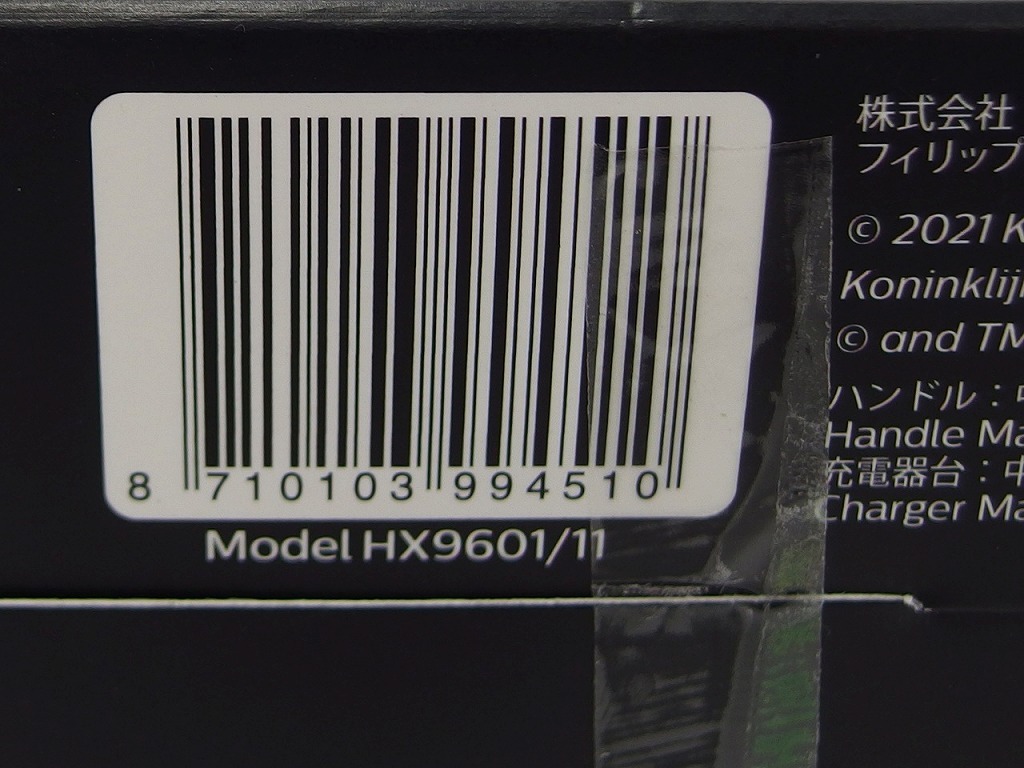 8 710103 994510
Model HX9601/11
株式会社
フィリップ
© 2021 K
Koninklij
© and TM
ハンドル：中
Handle Ma
充電器台：中
Charger Ma